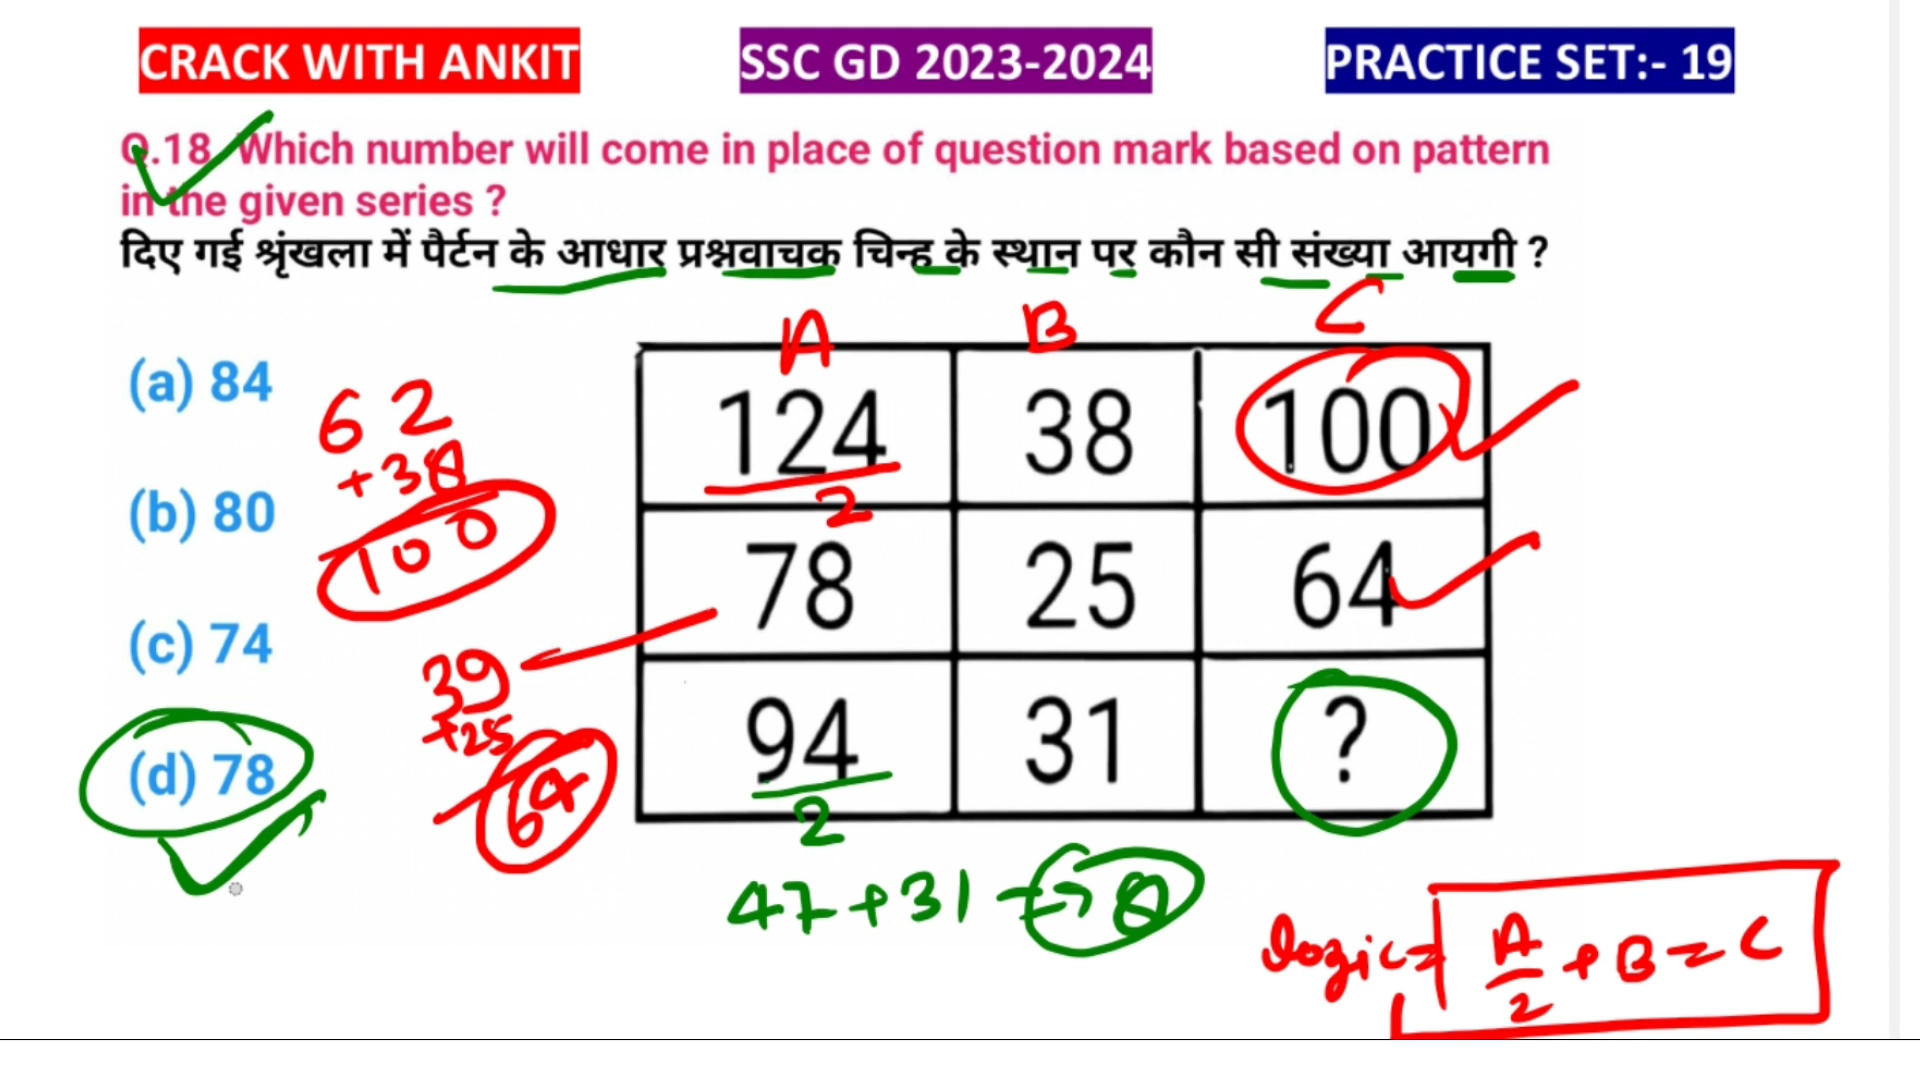 CRACK WITH ANKIT SSC GD 2023-2024 PRACTICE SET:- 19
Q.18. Which number will come in place of question mark based on pattern
in the given series ?
दिए गई श्रृंखला में पैटर्न के आधार प्रश्नवाचक चिन्ह के स्थान पर कौन सी संख्या आयगी ?
A B C
(a) 84
(b) 80
(c) 74
(d) 78
62
+38
100
39
+25
64
124 38 100
2
78 25 64
94 31 ?
2
47+31 → 78
logic= A/2 + B = C